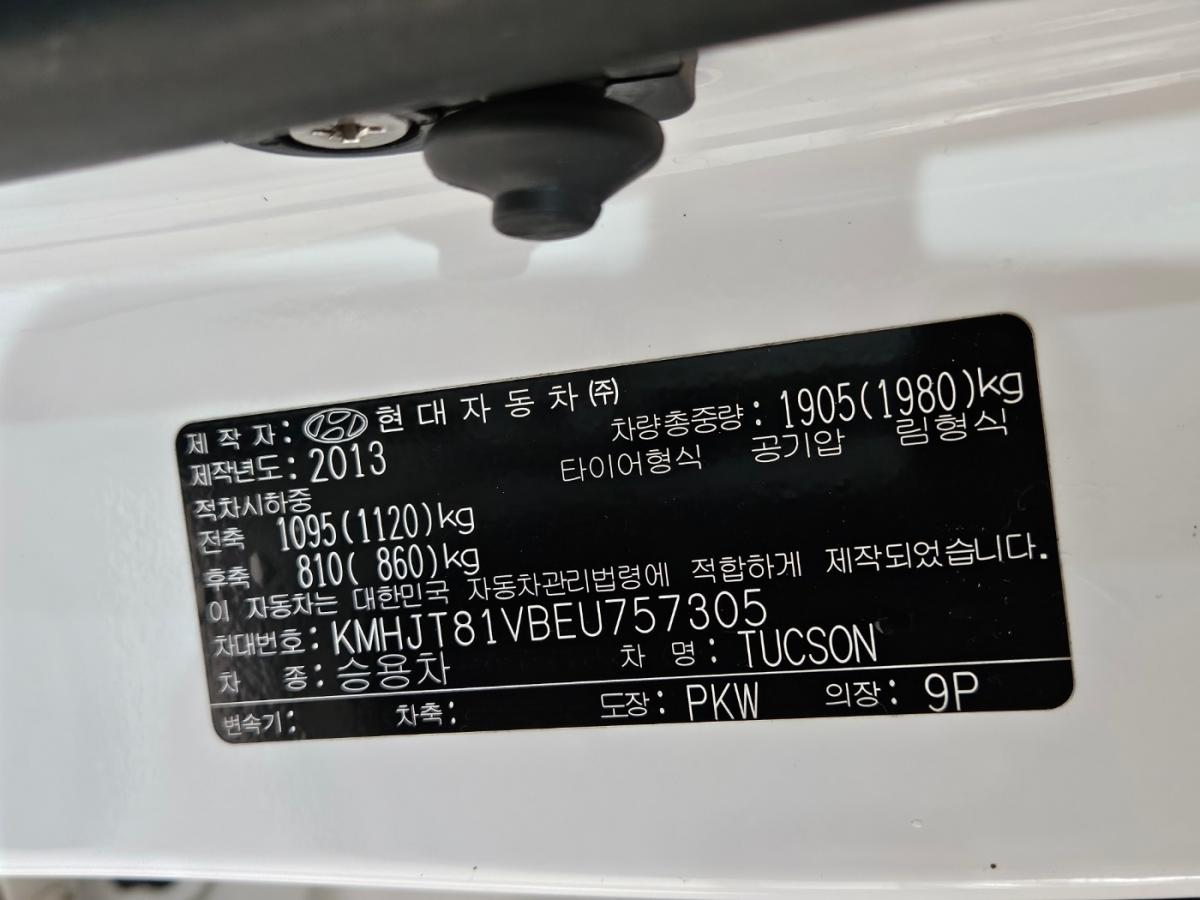 제 작 자: 현 대 자 동 차 ㈜
제작년도: 2013 차량총중량: 1905(1980)kg
적차시하중 타이어형식 공기압 림형식
전축 1095(1120)kg
후축 810( 860)kg
이 자동차는 대한민국 자동차관리법령에 적합하게 제작되었습니다.
차대번호: KMHJT81VBEU757305
차 종: 승용차 차 명: TUCSON
변속기: 차축: 도장: PKW 의장: 9P